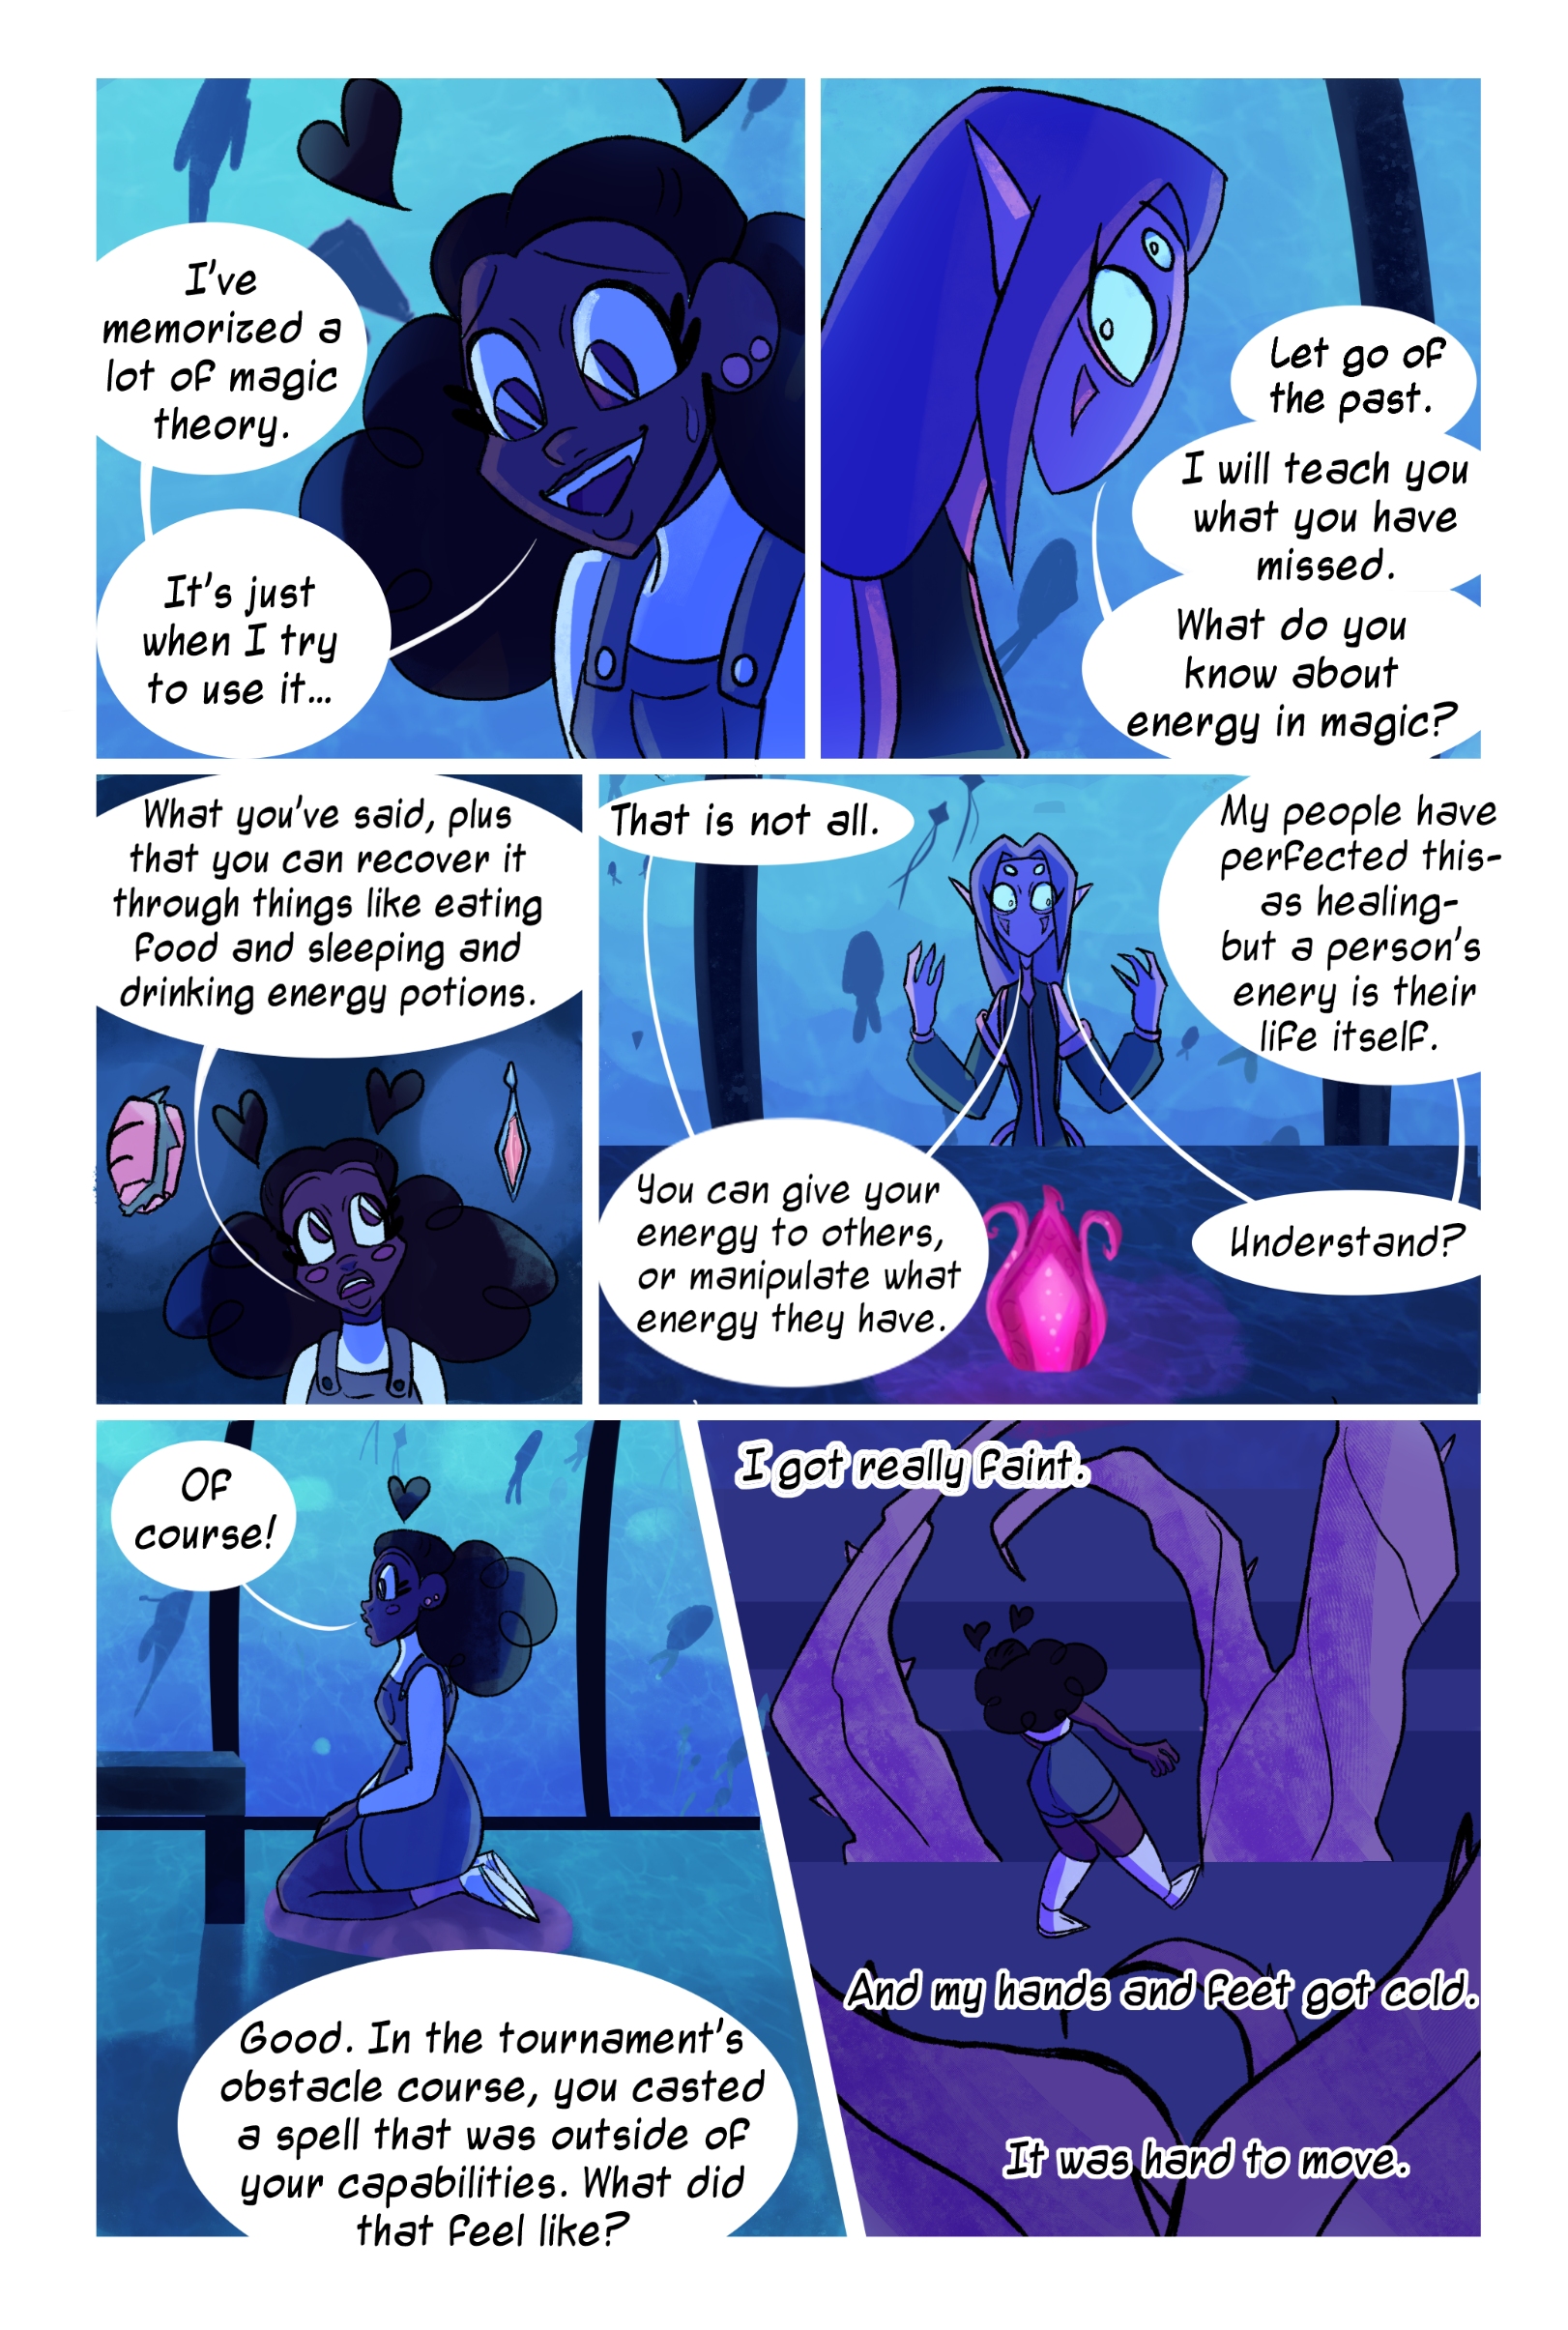 I've
memorized a
lot of magic
theory.
It's just
when I try
to use it...
Let go of
the past.
I will teach you
what you have
missed.
What do you
know about
energy in magic?
What you've said, plus
that you can recover it
through things like eating
food and sleeping and
drinking energy potions.
That is not all.
You can give your
energy to others,
or manipulate what
energy they have.
My people have
perfected this-
as healing-
but a person's
enery is their
life itself.
Understand?
Of
course!
Good. In the tournament's
obstacle course, you casted
a spell that was outside of
your capabilities. What did
that feel like?
I got really faint.
And my hands and feet got cold.
It was hard to move.